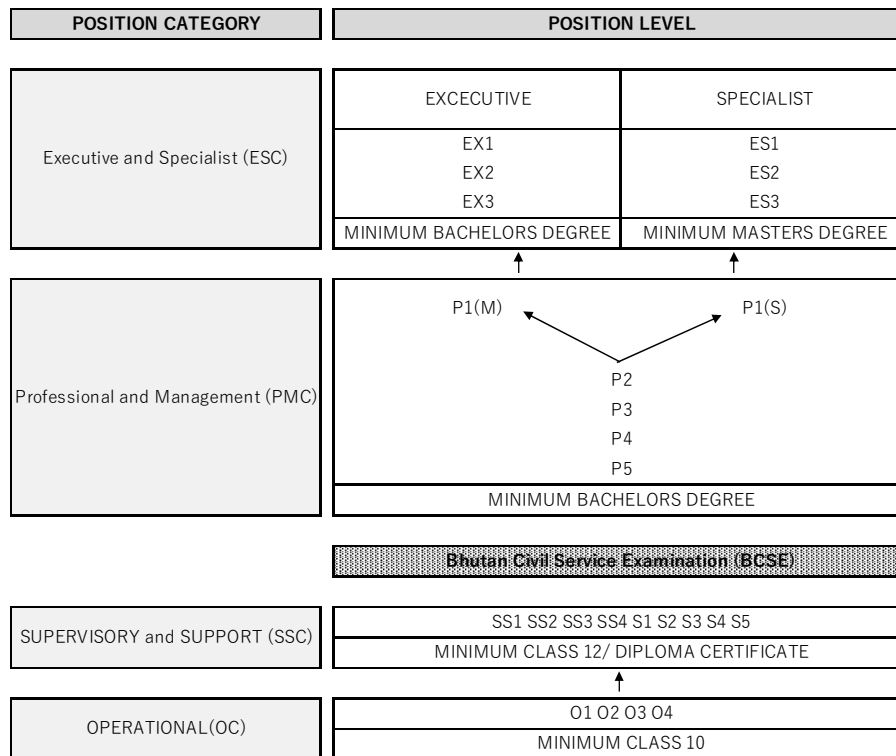 POSITION CATEGORY
POSITION LEVEL
Executive and Specialist (ESC)
EXCECUTIVE
SPECIALIST
EX1
ES1
EX2
ES2
EX3
ES3
MINIMUM BACHELORS DEGREE
MINIMUM MASTERS DEGREE
Professional and Management (PMC)
P1(M)
P1(S)
P2
P3
P4
P5
MINIMUM BACHELORS DEGREE
Bhutan Civil Service Examination (BCSE)
SUPERVISORY and SUPPORT (SSC)
SS1 SS2 SS3 SS4 S1 S2 S3 S4 S5
MINIMUM CLASS 12/ DIPLOMA CERTIFICATE
OPERATIONAL(OC)
O1 O2 O3 O4
MINIMUM CLASS 10